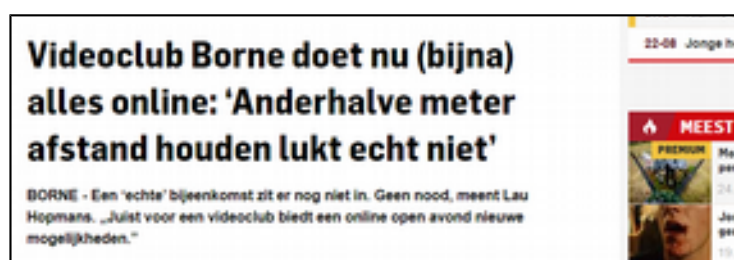 Videoclub Borne doet nu (bijna)
alles online: ‘Anderhalve meter
afstand houden lukt echt niet’
BORNE - Een ‘echte’ bijeenkomst zit er nog niet in. Geen nood, meent Lau
Hopmans. „Juist voor een videoclub biedt een online open avond nieuwe
mogelijkheden.”
22-08 Jonge
MEEST
PREMIUM